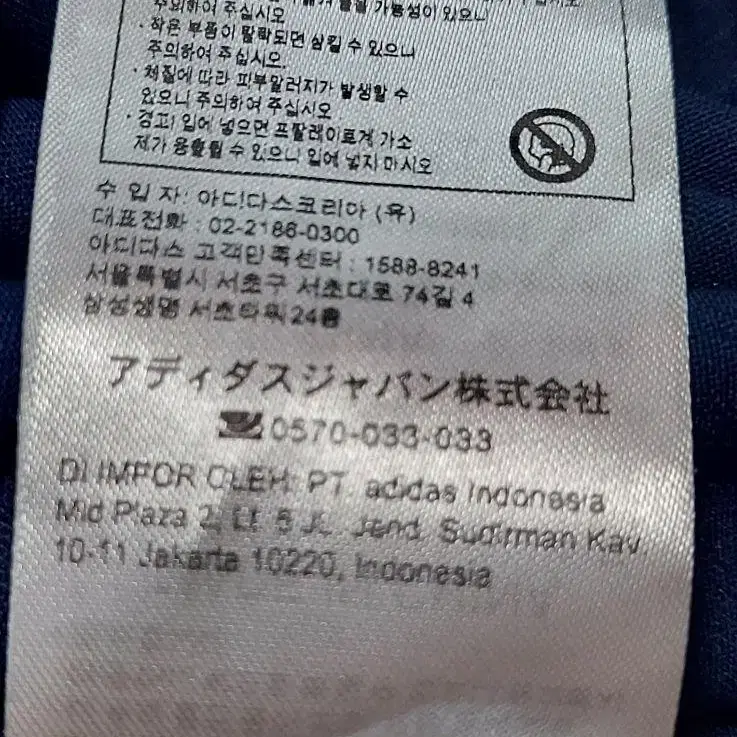 주의하여 주십시오
가능성이 있으니
· 작은 부품이 탈락되면 삼킬 수 있으니
주의하여 주십시오.
· 체질에 따라 피부알러지가 발생할 수
있으니 주의하여 주십시오
· 경고! 입에 넣으면 프탈레이트계 가소
제가 용출될 수 있으니 입에 넣지 마시오
수 입 자: 아디다스코리아 (유)
대표전화 : 02-2186-0300
아디다스 고객만족센터 : 1588-8241
서울특별시 서초구 서초대로 74길 4
삼성생명 서초타워 24층
アディダスジャパン株式会社
0570-033-033
DI IMPOR OLEH: PT. adidas Indonesia
Mid Plaza 2, Lt. 5 JL. Jend. Sudirman Kav.
10-11 Jakarta 10220, Indonesia